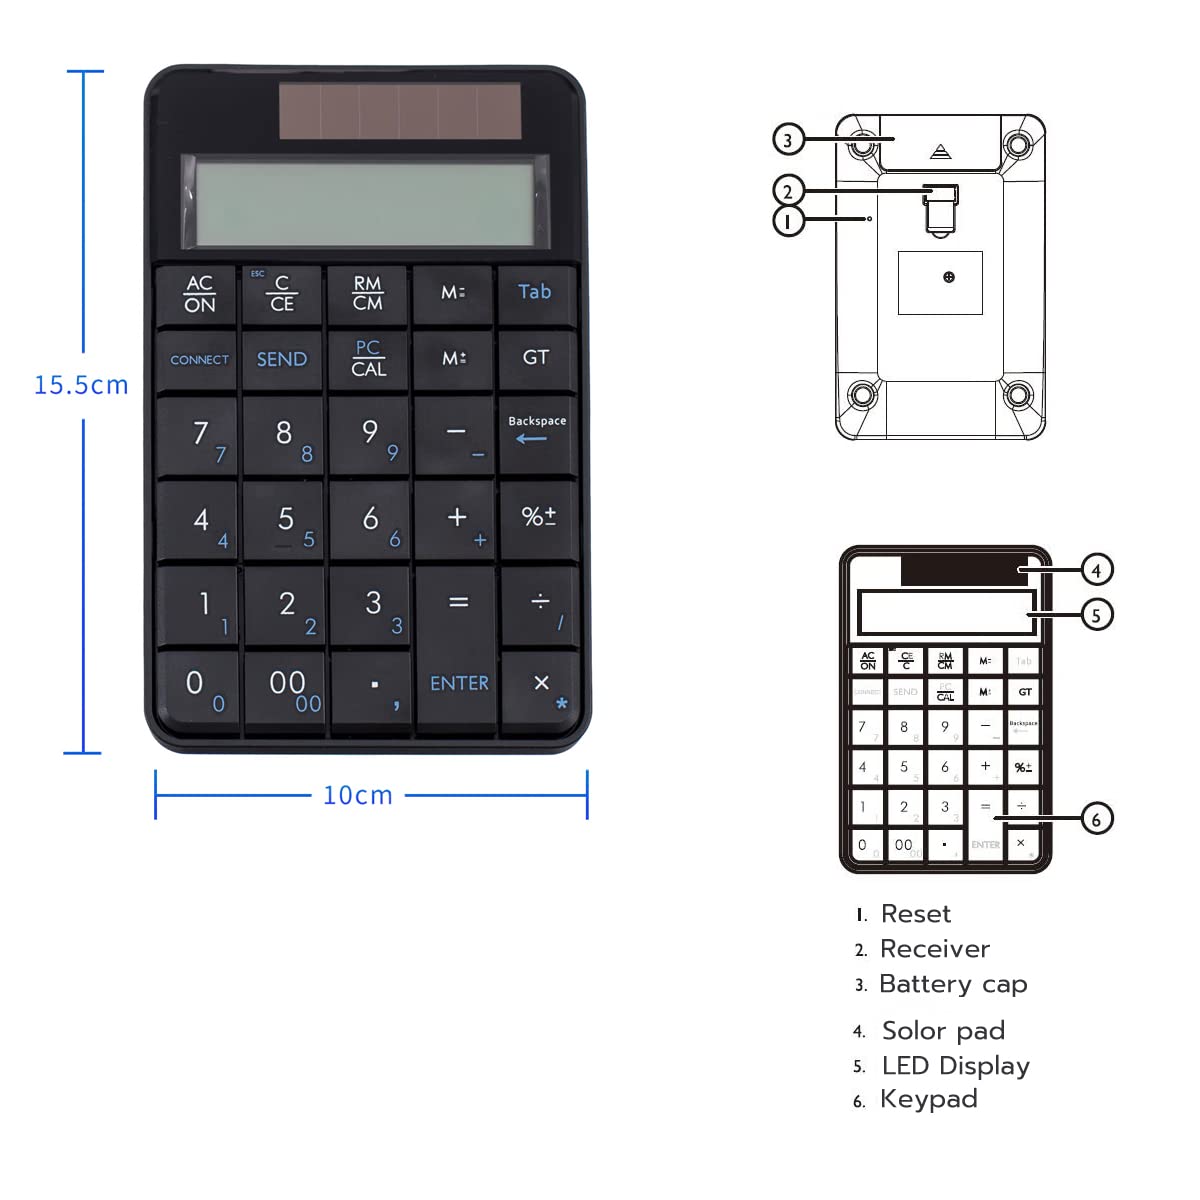 15.5cm
10cm
AC ESC C RM M= Tab
ON CE CM
CONNECT SEND PC M± GT
CAL
7 8 9 − Backspace
7 8 9 − ←
4 5 6 + %±
4 5 6 +
1 2 3 = ÷
1 2 3 /
0 00 . ENTER ×
0 00 , *
3
2
1
4
5
AC CE RM M= Tab
ON C CM
CONNECT SEND PC M± GT
CAL
7 8 9 − Backspace
7 8 9 − ←
4 5 6 + %±
4 5 6 +
1 2 3 = ÷
1 2 3
6
0 00 . ENTER ×
0 00 , *
1. Reset
2. Receiver
3. Battery cap
4. Solor pad
5. LED Display
6. Keypad